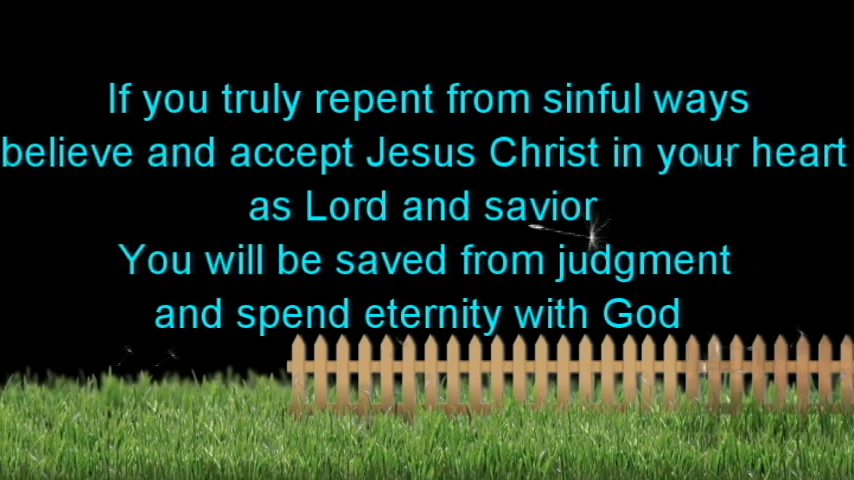 If you truly repent from sinful ways
believe and accept Jesus Christ in your heart
as Lord and savior
You will be saved from judgment
and spend eternity with God